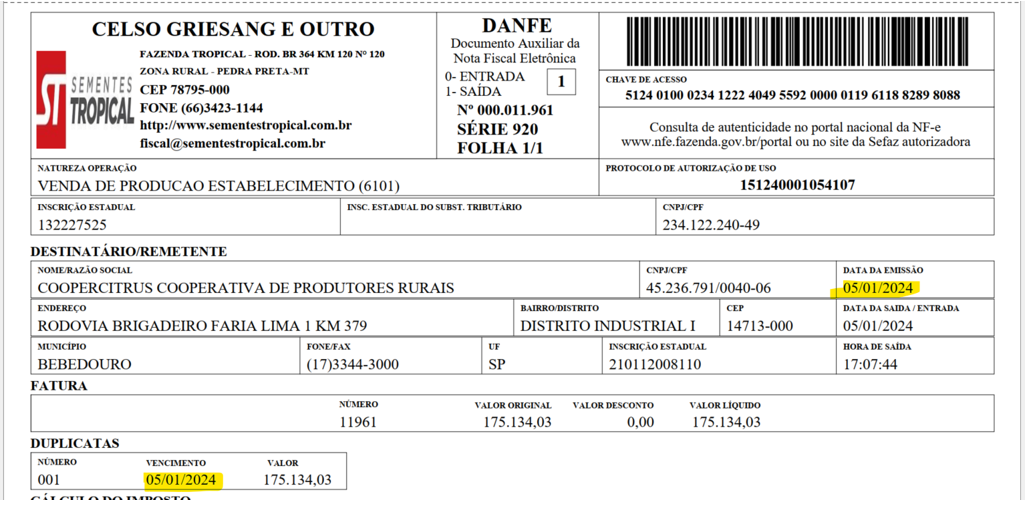 CELSO GRIESANG E OUTRO
FAZENDA TROPICAL - ROD. BR 364 KM 120 Nº 120
ZONA RURAL - PEDRA PRETA-MT
CEP 78795-000
FONE (66)3423-1144
http://www.sementestropical.com.br
fiscal@sementestropical.com.br
ST SEMENTES
TROPICAL
DANFE
Documento Auxiliar da
Nota Fiscal Eletrônica
0- ENTRADA
1- SAÍDA
1
Nº 000.011.961
SÉRIE 920
FOLHA 1/1
CHAVE DE ACESSO
5124 0100 0234 1222 4049 5592 0000 0119 6118 8289 8088
Consulta de autenticidade no portal nacional da NF-e
www.nfe.fazenda.gov.br/portal ou no site da Sefaz autorizadora
NATUREZA OPERAÇÃO
VENDA DE PRODUCAO ESTABELECIMENTO (6101)
PROTOCOLO DE AUTORIZAÇÃO DE USO
151240001054107
INSCRIÇÃO ESTADUAL
132227525
INSC. ESTADUAL DO SUBST. TRIBUTÁRIO
CNPJ/CPF
234.122.240-49
DESTINATÁRIO/REMETENTE
NOME/RAZÃO SOCIAL
COOPERCITRUS COOPERATIVA DE PRODUTORES RURAIS
CNPJ/CPF
45.236.791/0040-06
DATA DA EMISSÃO
05/01/2024
ENDEREÇO
RODOVIA BRIGADEIRO FARIA LIMA 1 KM 379
BAIRRO/DISTRITO
DISTRITO INDUSTRIAL I
CEP
14713-000
DATA DA SAIDA / ENTRADA
05/01/2024
MUNICÍPIO
BEBEDOURO
FONE/FAX
(17)3344-3000
UF
SP
INSCRIÇÃO ESTADUAL
210112008110
HORA DE SAÍDA
17:07:44
FATURA
NÚMERO
11961
VALOR ORIGINAL
175.134,03
VALOR DESCONTO
0,00
VALOR LÍQUIDO
175.134,03
DUPLICATAS
NÚMERO
001
VENCIMENTO
05/01/2024
VALOR
175.134,03
CÁLCULO DO IMPOSTO